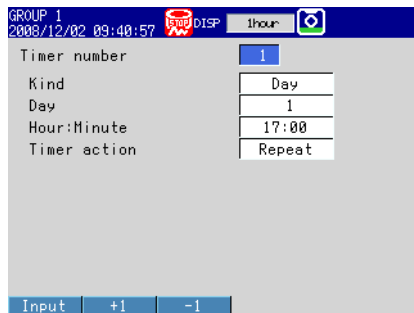 GROUP 1
2008/12/02 09:40:57 STOP DISP 1hour
Timer number 1
Kind Day
Day 1
Hour:Minute 17:00
Timer action Repeat
Input +1 -1